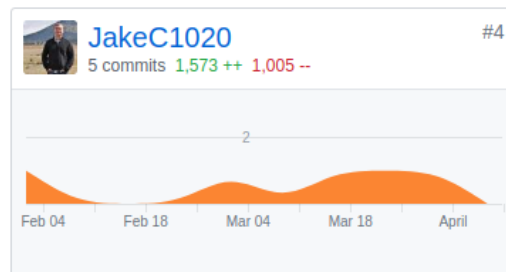 JakeC1020
#4
5 commits 1,573 ++ 1,005 --
2
Feb 04 Feb 18 Mar 04 Mar 18 April